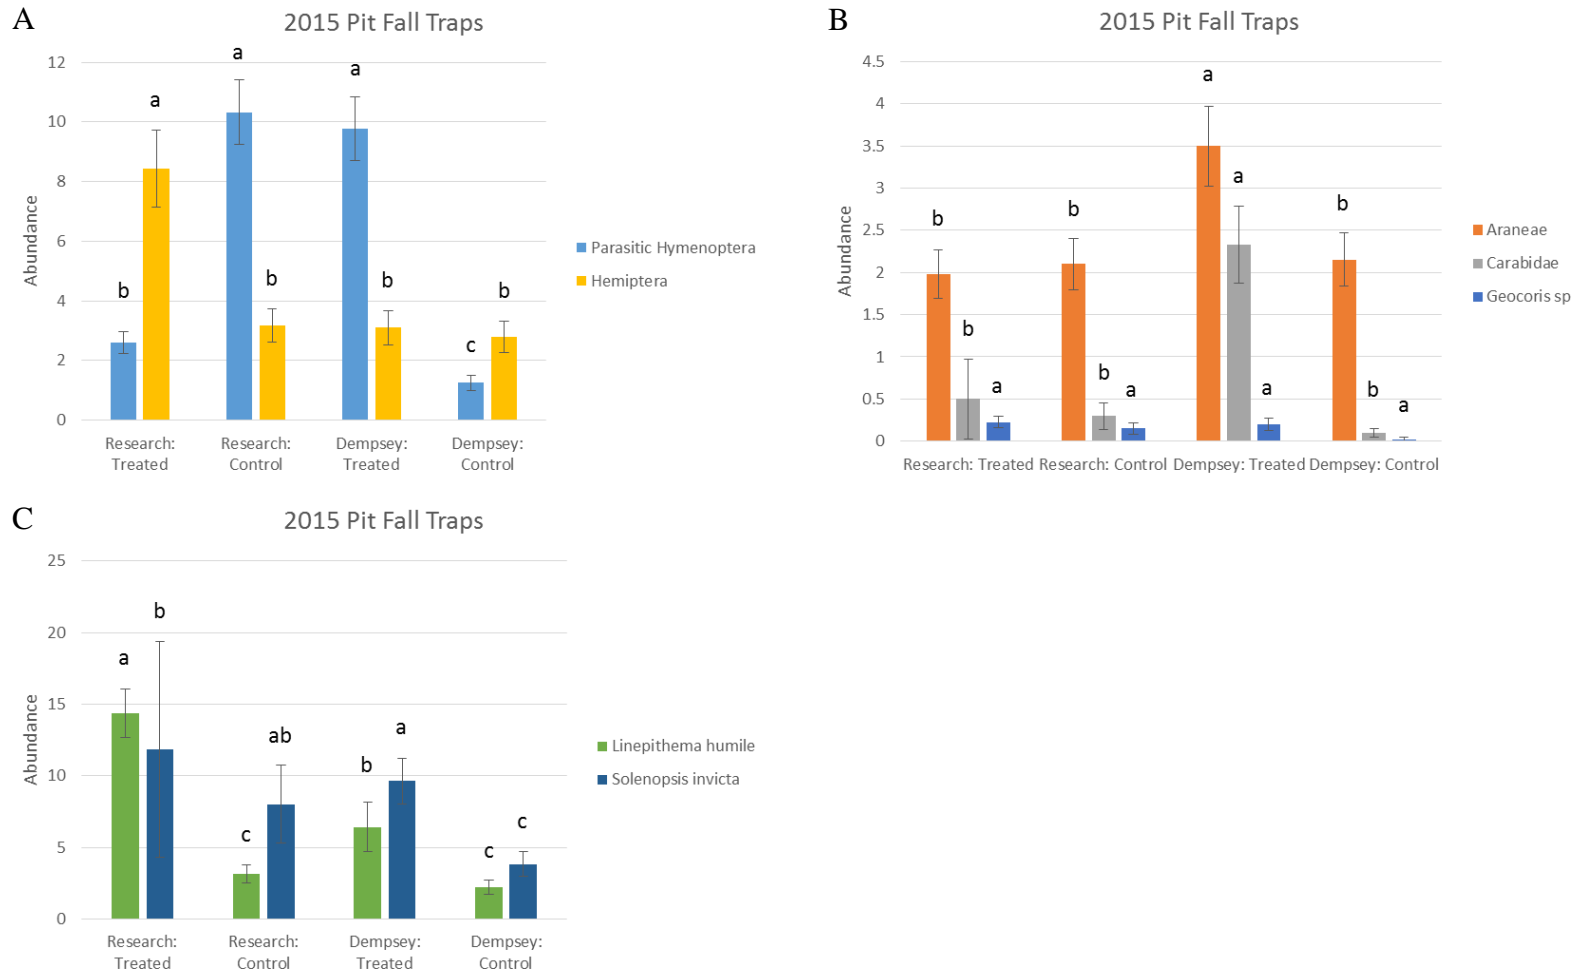 A
2015 Pit Fall Traps
12
10
8
6
4
2
0
Abundance
a
b
a
b
a
b
c
b
Research:
Treated
Research:
Control
Dempsey:
Treated
Dempsey:
Control
Parasitic Hymenoptera
Hemiptera
B
2015 Pit Fall Traps
4.5
4
3.5
3
2.5
2
1.5
1
0.5
0
Abundance
b
b
a
b
b
a
a
a
a
b
b
a
Research: Treated
Research: Control
Dempsey: Treated
Dempsey: Control
Araneae
Carabidae
Geocoris sp
C
2015 Pit Fall Traps
25
20
15
10
5
0
Abundance
a
b
c
ab
b
a
c
c
Research:
Treated
Research:
Control
Dempsey:
Treated
Dempsey:
Control
Linepithema humile
Solenopsis invicta